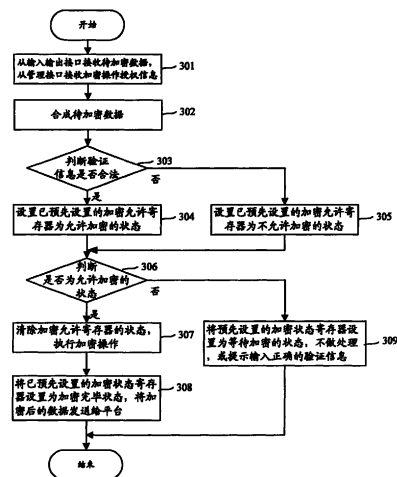 开始
从输入输出接口接收待加密数据，
从管理接口接收加密操作授权信息
301
合成待加密数据
302
判断验证
信息是否合法
303
否
是
设置已预先设置的加密允许寄
存器为允许加密的状态
304
设置已预先设置的加密允许寄
存器为不允许加密的状态
305
判断
是否为允许加密的
状态
306
否
是
清除加密允许寄存器的状态，
执行加密操作
307
将已预先设置的加密状态寄存
器设置为加密完毕状态，将加
密后的数据发送给平台
308
将预先设置的加密状态寄存器设
置为等待加密的状态，不做处理
，或提示输入正确的验证信息
309
结束